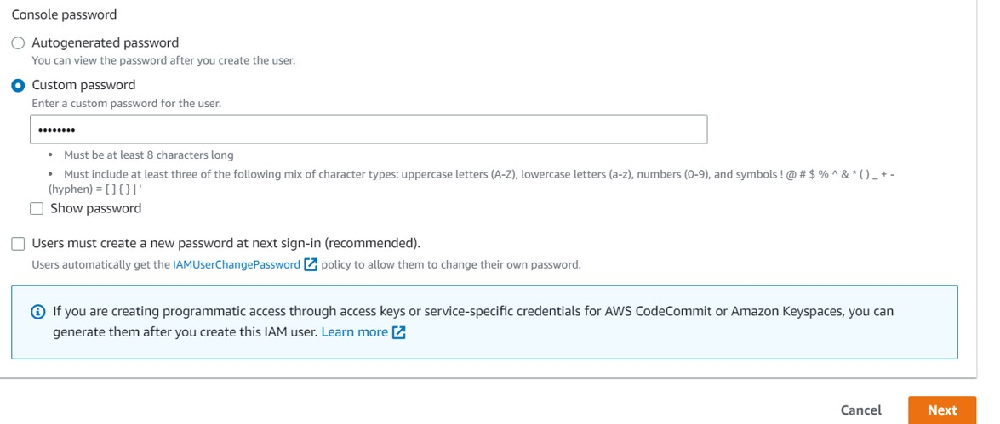 Console password
Autogenerated password
You can view the password after you create the user.
Custom password
Enter a custom password for the user.
••••••••
• Must be at least 8 characters long
• Must include at least three of the following mix of character types: uppercase letters (A-Z), lowercase letters (a-z), numbers (0-9), and symbols ! @ # $ % ^ & * ( ) _ + -
(hyphen) = [ ] { } | '
Show password
Users must create a new password at next sign-in (recommended).
Users automatically get the IAMUserChangePassword policy to allow them to change their own password.
If you are creating programmatic access through access keys or service-specific credentials for AWS CodeCommit or Amazon Keyspaces, you can
generate them after you create this IAM user. Learn more
Cancel Next